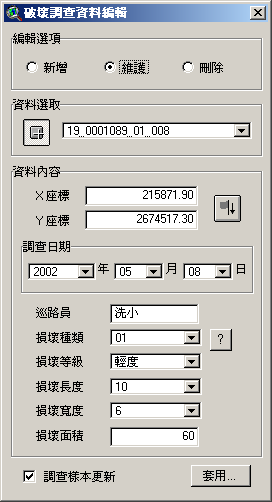 破壞調查資料編輯
編輯選項
新增 維護 刪除
資料選取
19_0001089_01_008
資料內容
X座標 215871.90
Y座標 2674517.30
調查日期
2002 年 05 月 08 日
巡路員 洗小
損壞種類 01 ?
損壞等級 輕度
損壞長度 10
損壞寬度 6
損壞面積 60
調查樣本更新 套用...